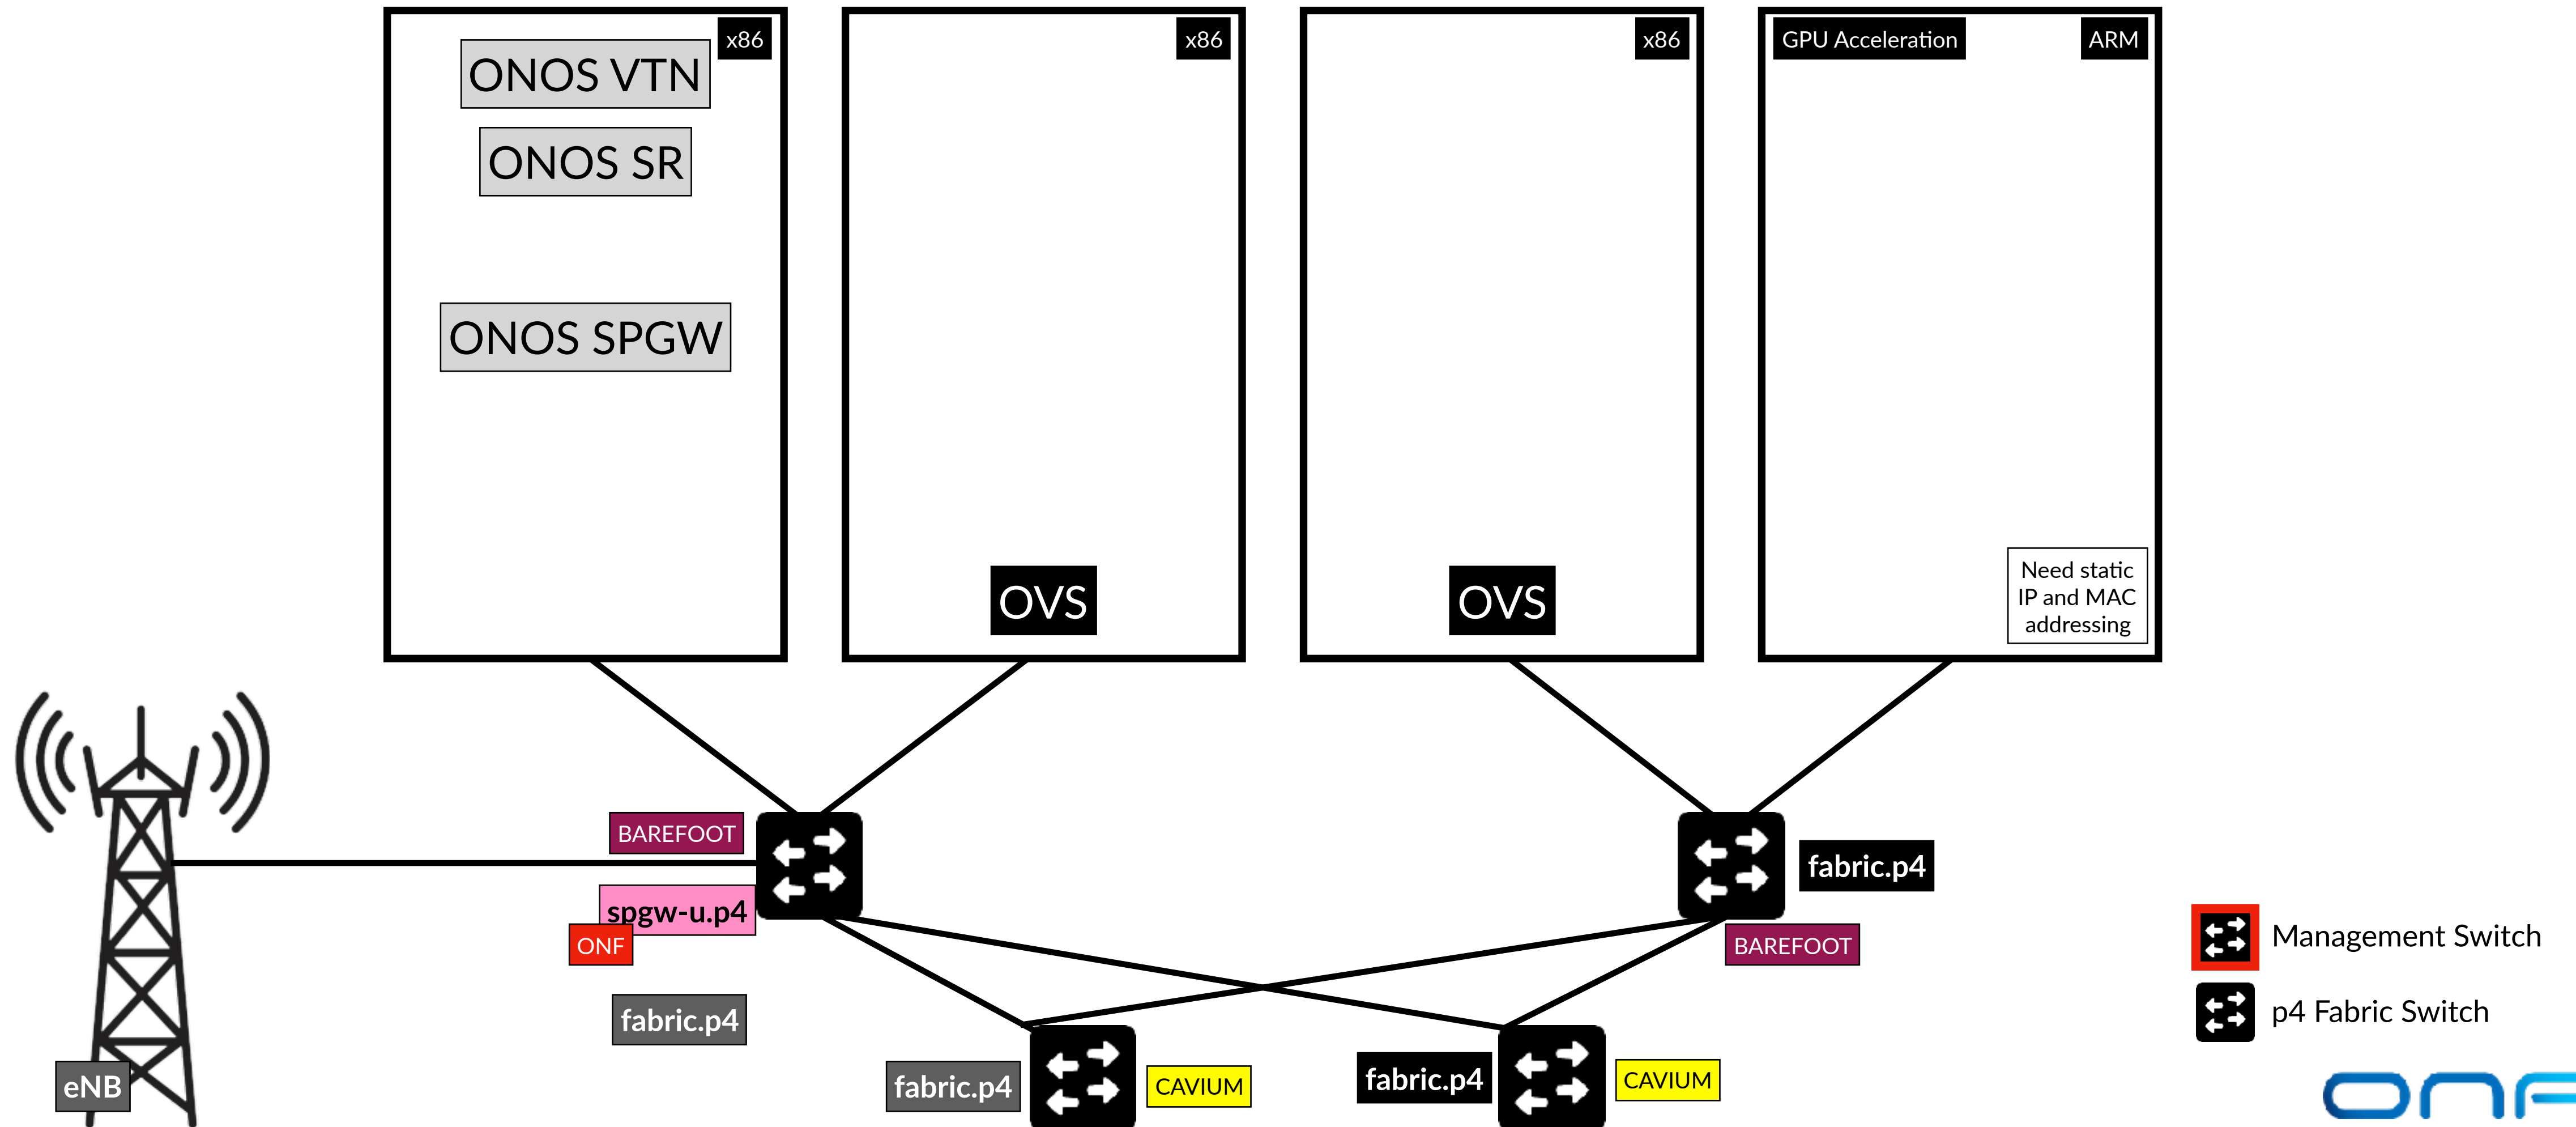 x86
ONOS VTN
ONOS SR
ONOS SPGW
x86
OVS
x86
OVS
GPU Acceleration
ARM
Need static
IP and MAC
addressing
BAREFOOT
spgw-u.p4
ONF
fabric.p4
eNB
fabric.p4
BAREFOOT
fabric.p4
CAVIUM
fabric.p4
CAVIUM
Management Switch
p4 Fabric Switch
ONF